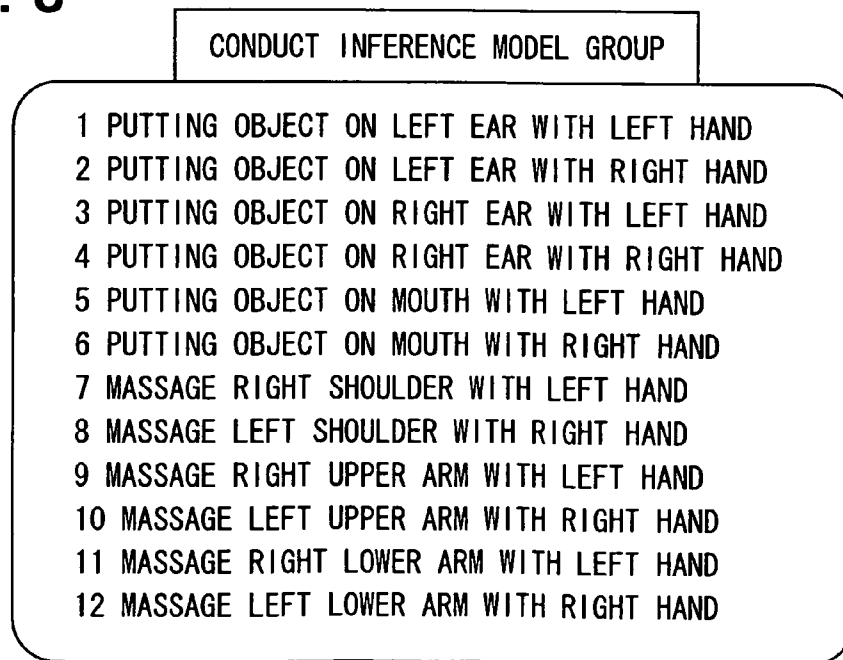 CONDUCT INFERENCE MODEL GROUP
1 PUTTING OBJECT ON LEFT EAR WITH LEFT HAND
2 PUTTING OBJECT ON LEFT EAR WITH RIGHT HAND
3 PUTTING OBJECT ON RIGHT EAR WITH LEFT HAND
4 PUTTING OBJECT ON RIGHT EAR WITH RIGHT HAND
5 PUTTING OBJECT ON MOUTH WITH LEFT HAND
6 PUTTING OBJECT ON MOUTH WITH RIGHT HAND
7 MASSAGE RIGHT SHOULDER WITH LEFT HAND
8 MASSAGE LEFT SHOULDER WITH RIGHT HAND
9 MASSAGE RIGHT UPPER ARM WITH LEFT HAND
10 MASSAGE LEFT UPPER ARM WITH RIGHT HAND
11 MASSAGE RIGHT LOWER ARM WITH LEFT HAND
12 MASSAGE LEFT LOWER ARM WITH RIGHT HAND